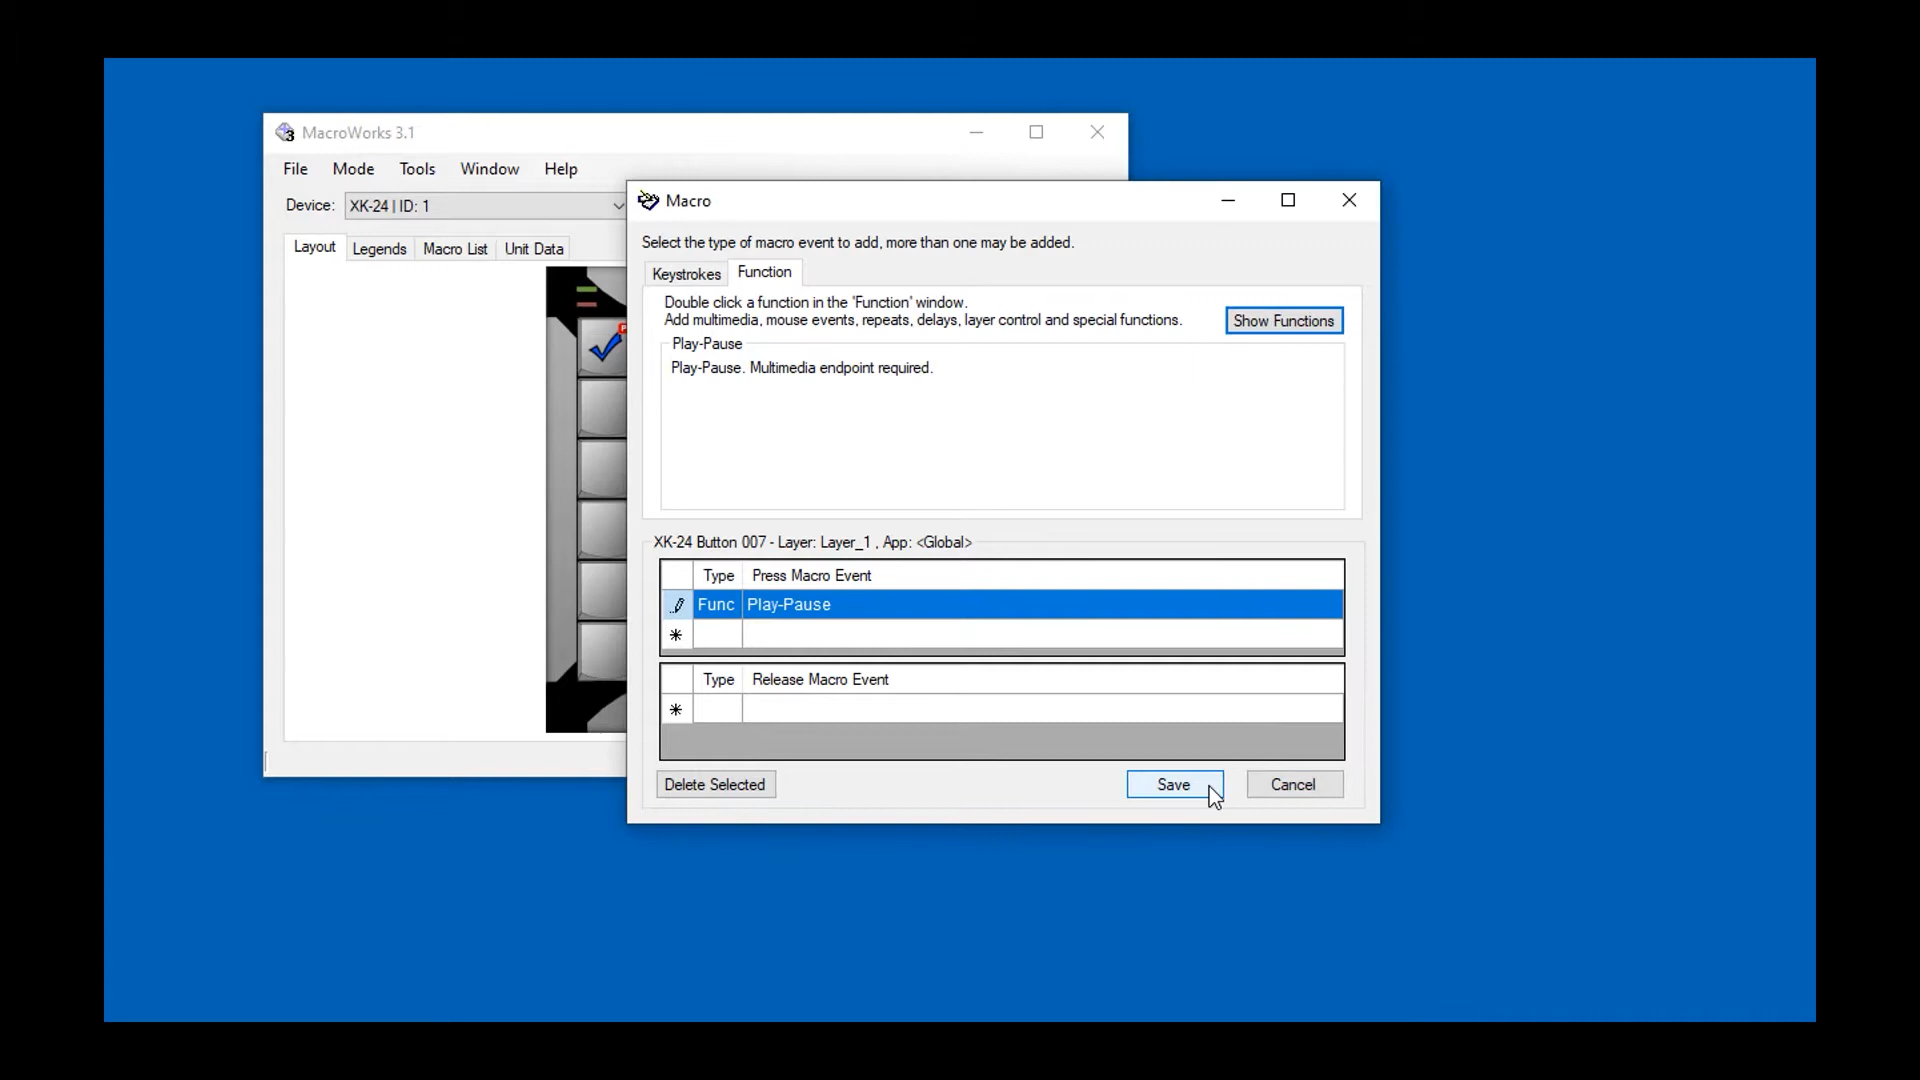 MacroWorks 3.1
File Mode Tools Window Help
Device: XK-24 | ID: 1
Layout Legends Macro List Unit Data
Macro
Select the type of macro event to add, more than one may be added.
Keystrokes Function
Double click a function in the 'Function' window.
Add multimedia, mouse events, repeats, delays, layer control and special functions.
Show Functions
Play-Pause
Play-Pause. Multimedia endpoint required.
XK-24 Button 007 - Layer: Layer_1 , App: <Global>
Type Press Macro Event
Func Play-Pause
Type Release Macro Event
Delete Selected Save Cancel